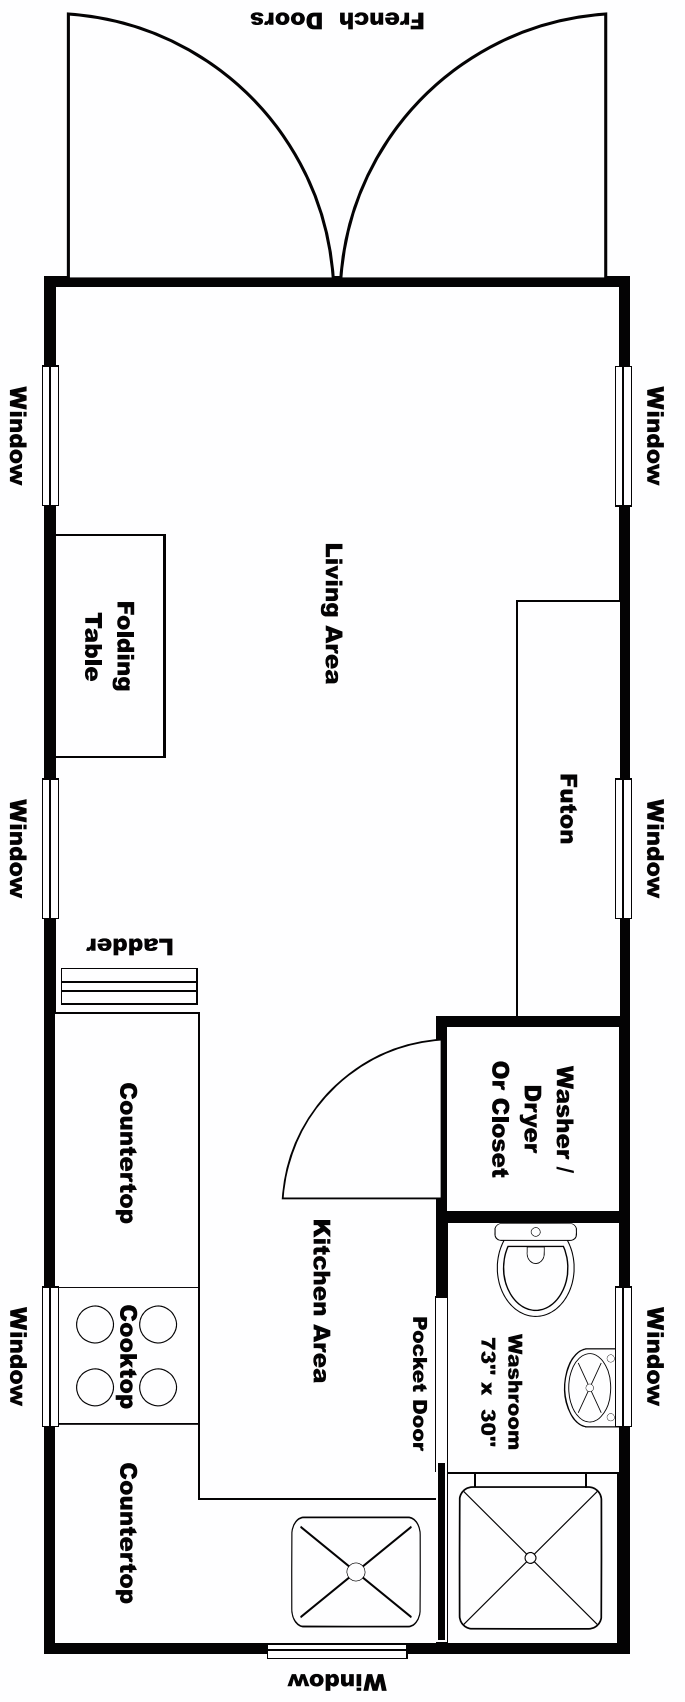 French Doors
Window
Window
Living Area
Folding
Table
Futon
Window
Window
Ladder
Washer /
Dryer
Or Closet
Countertop
Kitchen Area
Cooktop
Pocket Door
Washroom
73" x 30"
Window
Window
Countertop
Window